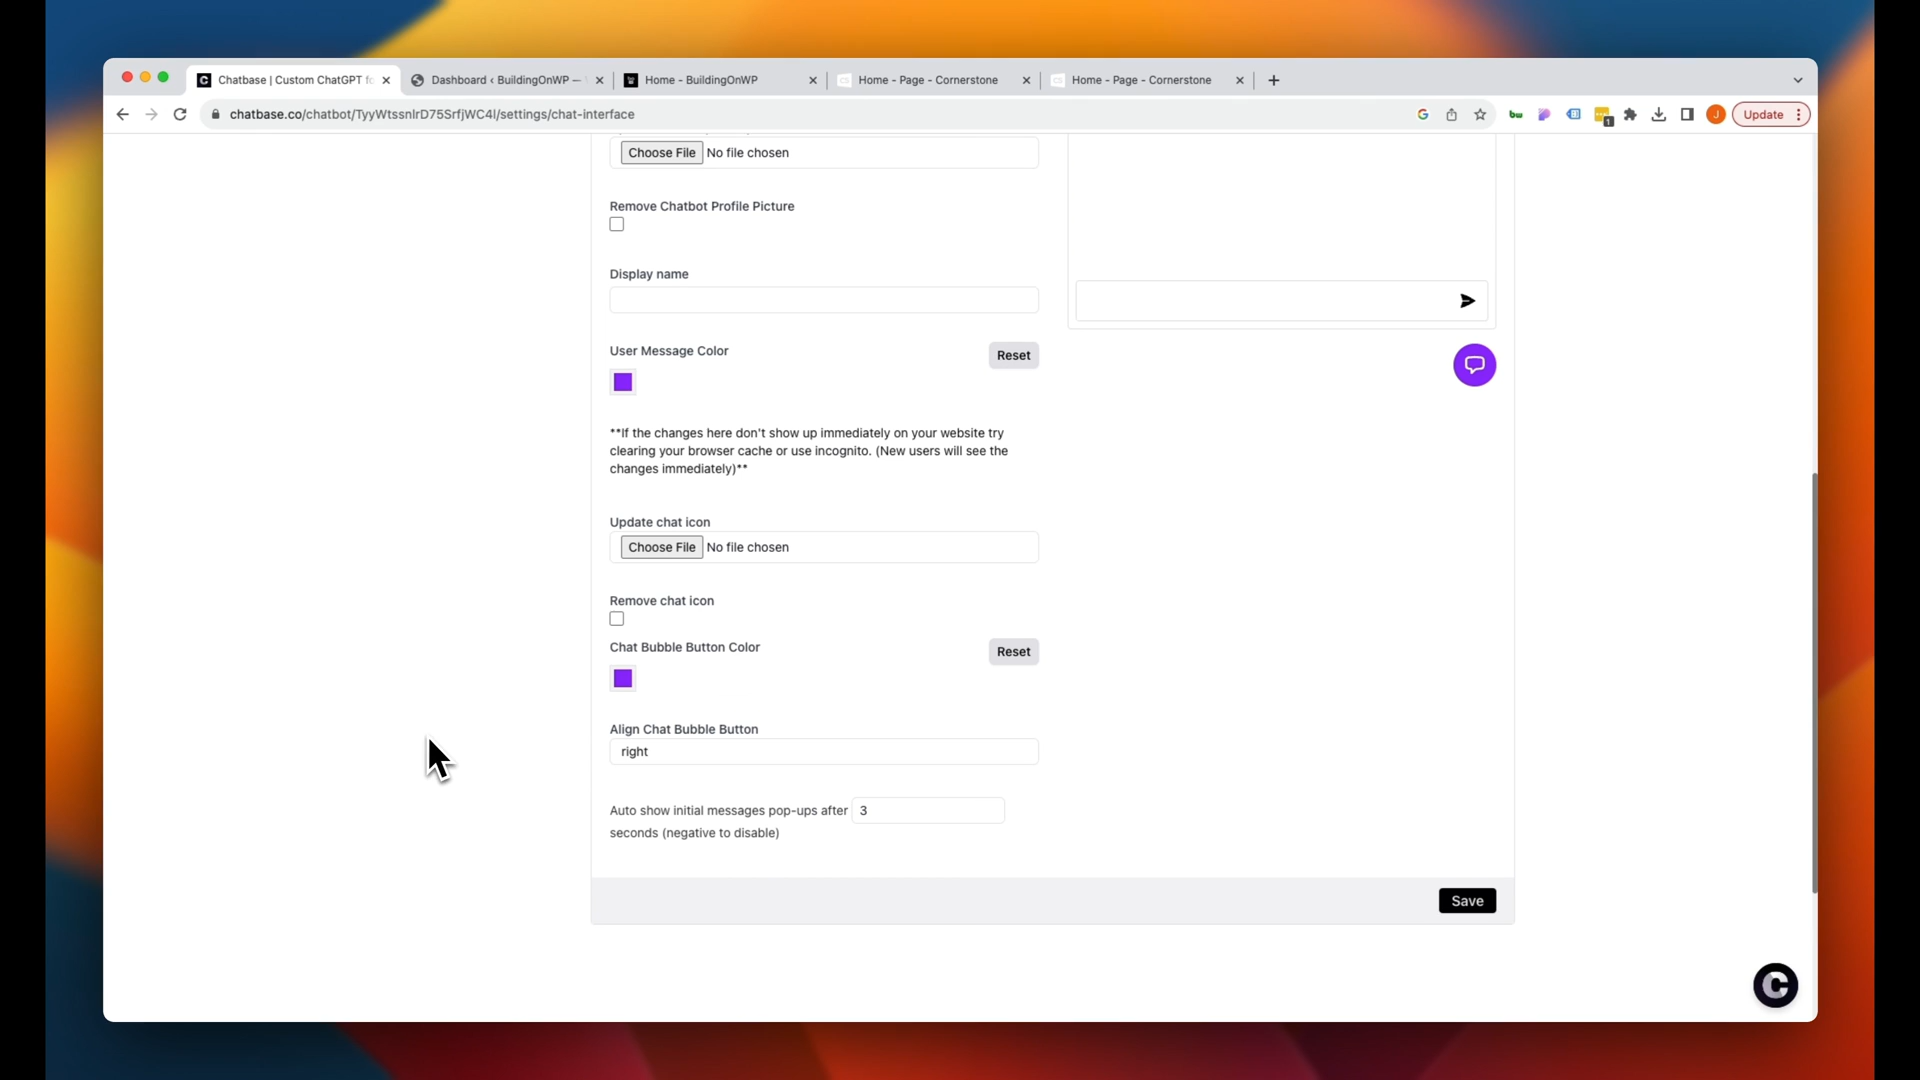 Chatbase | Custom ChatGPT fo
Dashboard ‹ BuildingOnWP —
Home - BuildingOnWP
Home - Page - Cornerstone
Home - Page - Cornerstone
chatbase.co/chatbot/TyyWtssnlrD75SrfjWC4l/settings/chat-interface
1
J
Update
Choose File No file chosen
Remove Chatbot Profile Picture
Display name
User Message Color
Reset
**If the changes here don't show up immediately on your website try
clearing your browser cache or use incognito. (New users will see the
changes immediately)**
Update chat icon
Choose File No file chosen
Remove chat icon
Chat Bubble Button Color
Reset
Align Chat Bubble Button
right
Auto show initial messages pop-ups after 3
seconds (negative to disable)
Save